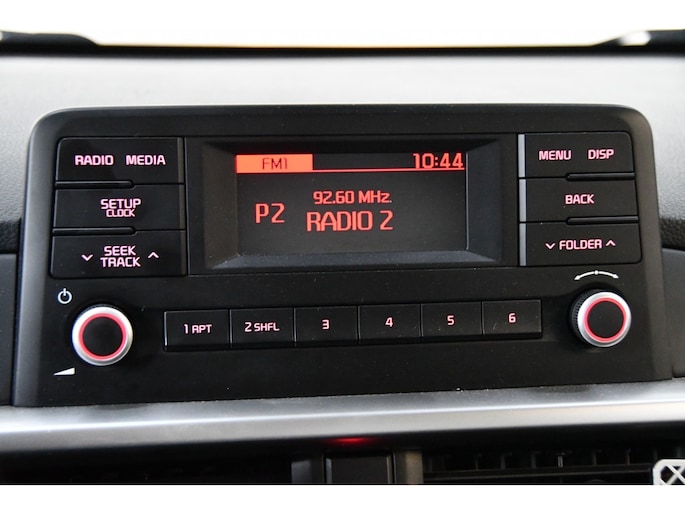 RADIO MEDIA
SETUP
CLOCK
SEEK
TRACK
FM1 10:44
92.60 MHz.
P2 RADIO 2
MENU DISP
BACK
FOLDER
1 RPT 2 SHFL 3 4 5 6